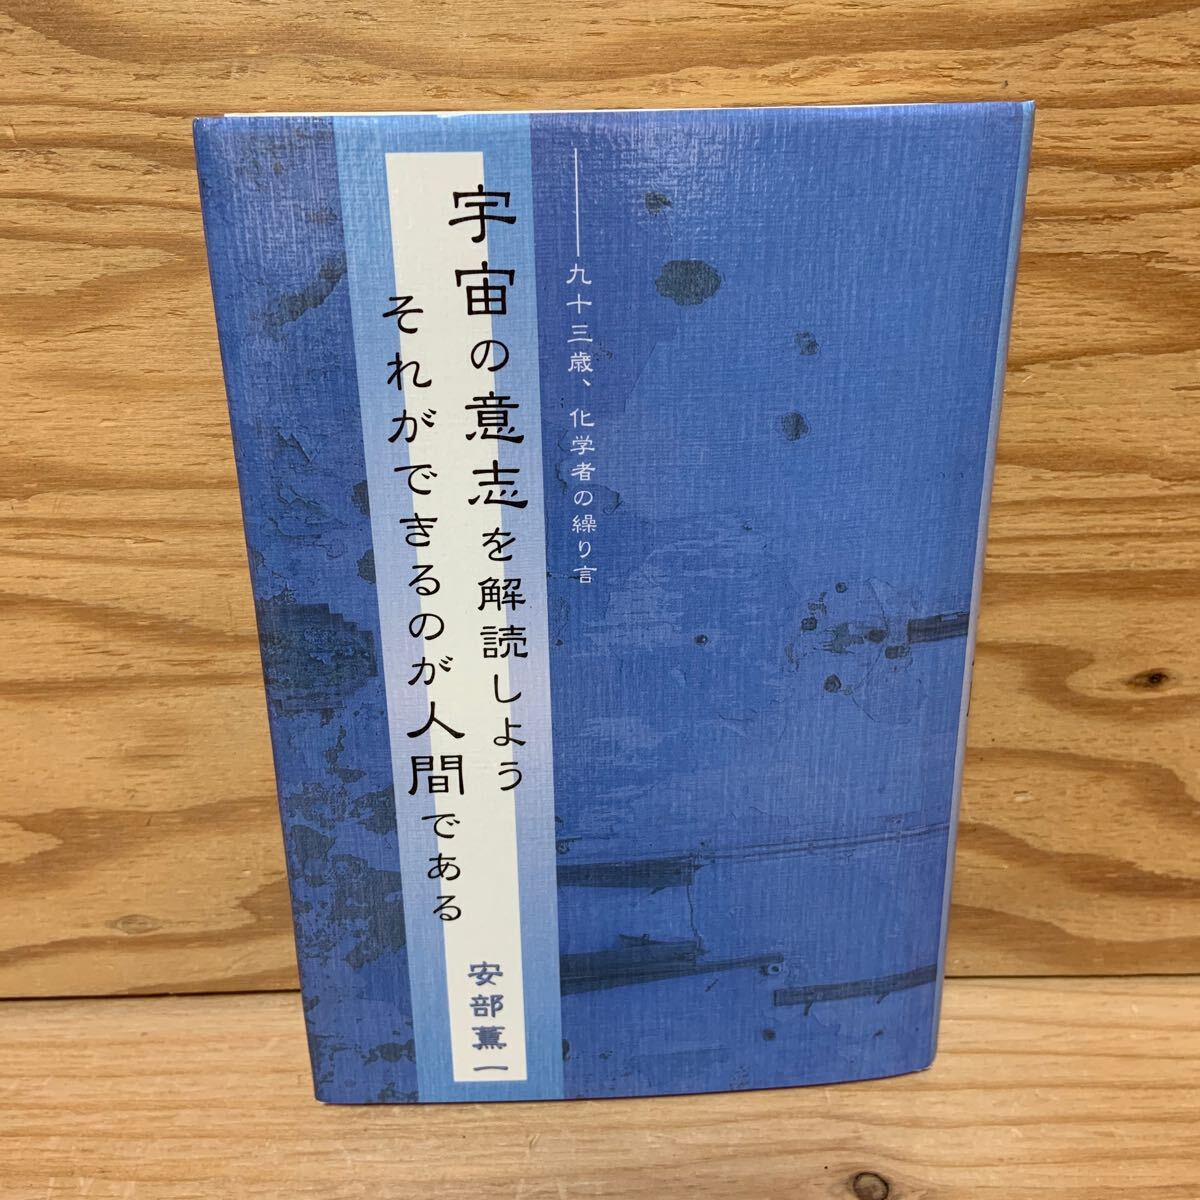 ――九十三歳、化学者の繰り言
宇宙の意志を解読しよう
それができるのが人間である
安部薫一